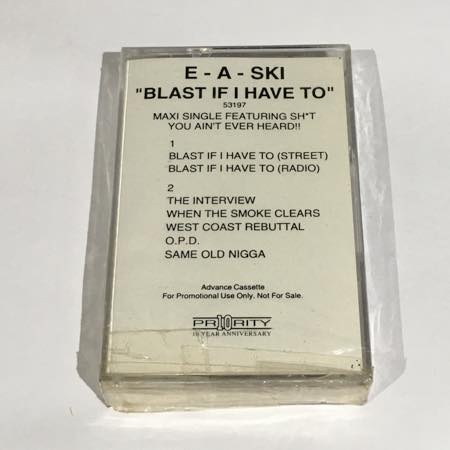 E - A - SKI
"BLAST IF I HAVE TO"
53197
MAXI SINGLE FEATURING SH*T
YOU AIN'T EVER HEARD!!
1
BLAST IF I HAVE TO (STREET)
BLAST IF I HAVE TO (RADIO)
2
THE INTERVIEW
WHEN THE SMOKE CLEARS
WEST COAST REBUTTAL
O.P.D.
SAME OLD NIGGA
Advance Cassette
For Promotional Use Only. Not For Sale.
PR10RITY
10 YEAR ANNIVERSARY